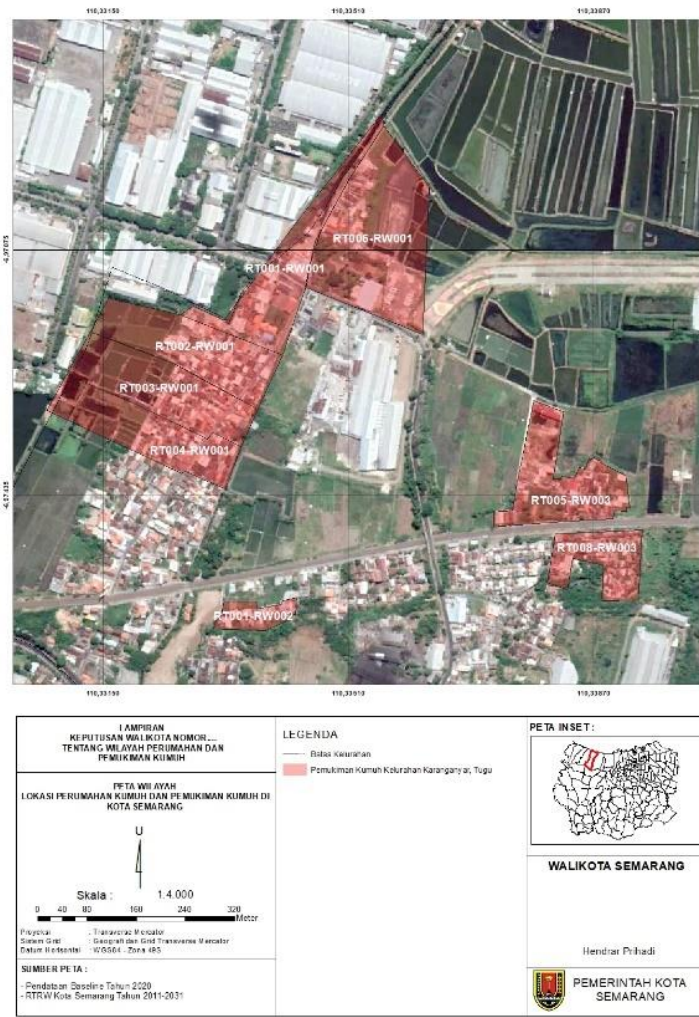 110,33150 110,33510 110,33870
RT006-RW001
RT001-RW001
RT002-RW001
RT003-RW001
RT004-RW001
RT005-RW003
RT008-RW003
RT001-RW002
110,33150 110,33510 110,33870
LAMPIRAN
KEPUTUSAN WALIKOTA NOMOR....
TENTANG WILAYAH PERUMAHAN DAN
PEMUKIMAN KUMUH
PETA WILAYAH
LOKASI PERUMAHAN KUMUH DAN PEMUKIMAN KUMUH DI
KOTA SEMARANG
U
Skala : 1:4.000
0 40 80 160 240 320
Meter
Proyeksi : Transverse Mercator
Sistem Grid : Geografi dan Grid Transverse Mercator
Datum Horisontal : WGS84 - Zona 49S
SUMBER PETA :
- Pendataan Baseline Tahun 2020
- RTRW Kota Semarang Tahun 2011-2031
LEGENDA
Batas Kelurahan
Pemukiman Kumuh Kelurahan Karanganyar, Tugu
PETA INSET :
WALIKOTA SEMARANG
Hendrar Prihadi
PEMERINTAH KOTA
SEMARANG